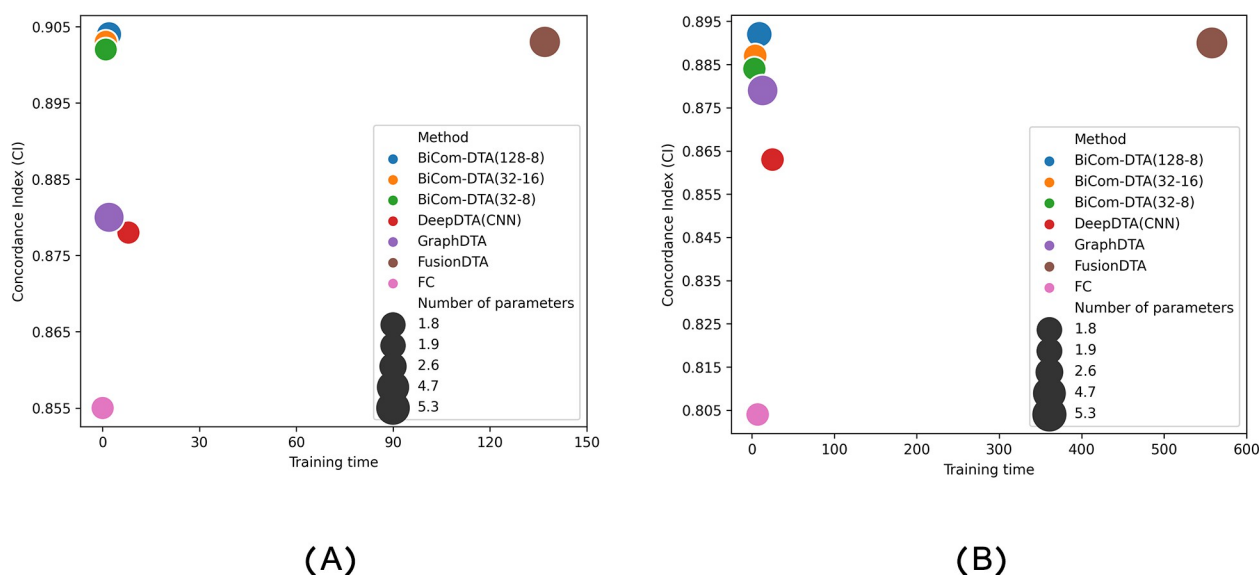 0.905
0.895
0.885
0.875
0.865
0.855
Concordance Index (CI)
0
30
60
90
120
150
Training time
Method
BiCom-DTA(128-8)
BiCom-DTA(32-16)
BiCom-DTA(32-8)
DeepDTA(CNN)
GraphDTA
FusionDTA
FC
Number of parameters
1.8
1.9
2.6
4.7
5.3
(A)
0.895
0.885
0.875
0.865
0.855
0.845
0.835
0.825
0.815
0.805
Concordance Index (CI)
0
100
200
300
400
500
600
Training time
Method
BiCom-DTA(128-8)
BiCom-DTA(32-16)
BiCom-DTA(32-8)
DeepDTA(CNN)
GraphDTA
FusionDTA
FC
Number of parameters
1.8
1.9
2.6
4.7
5.3
(B)